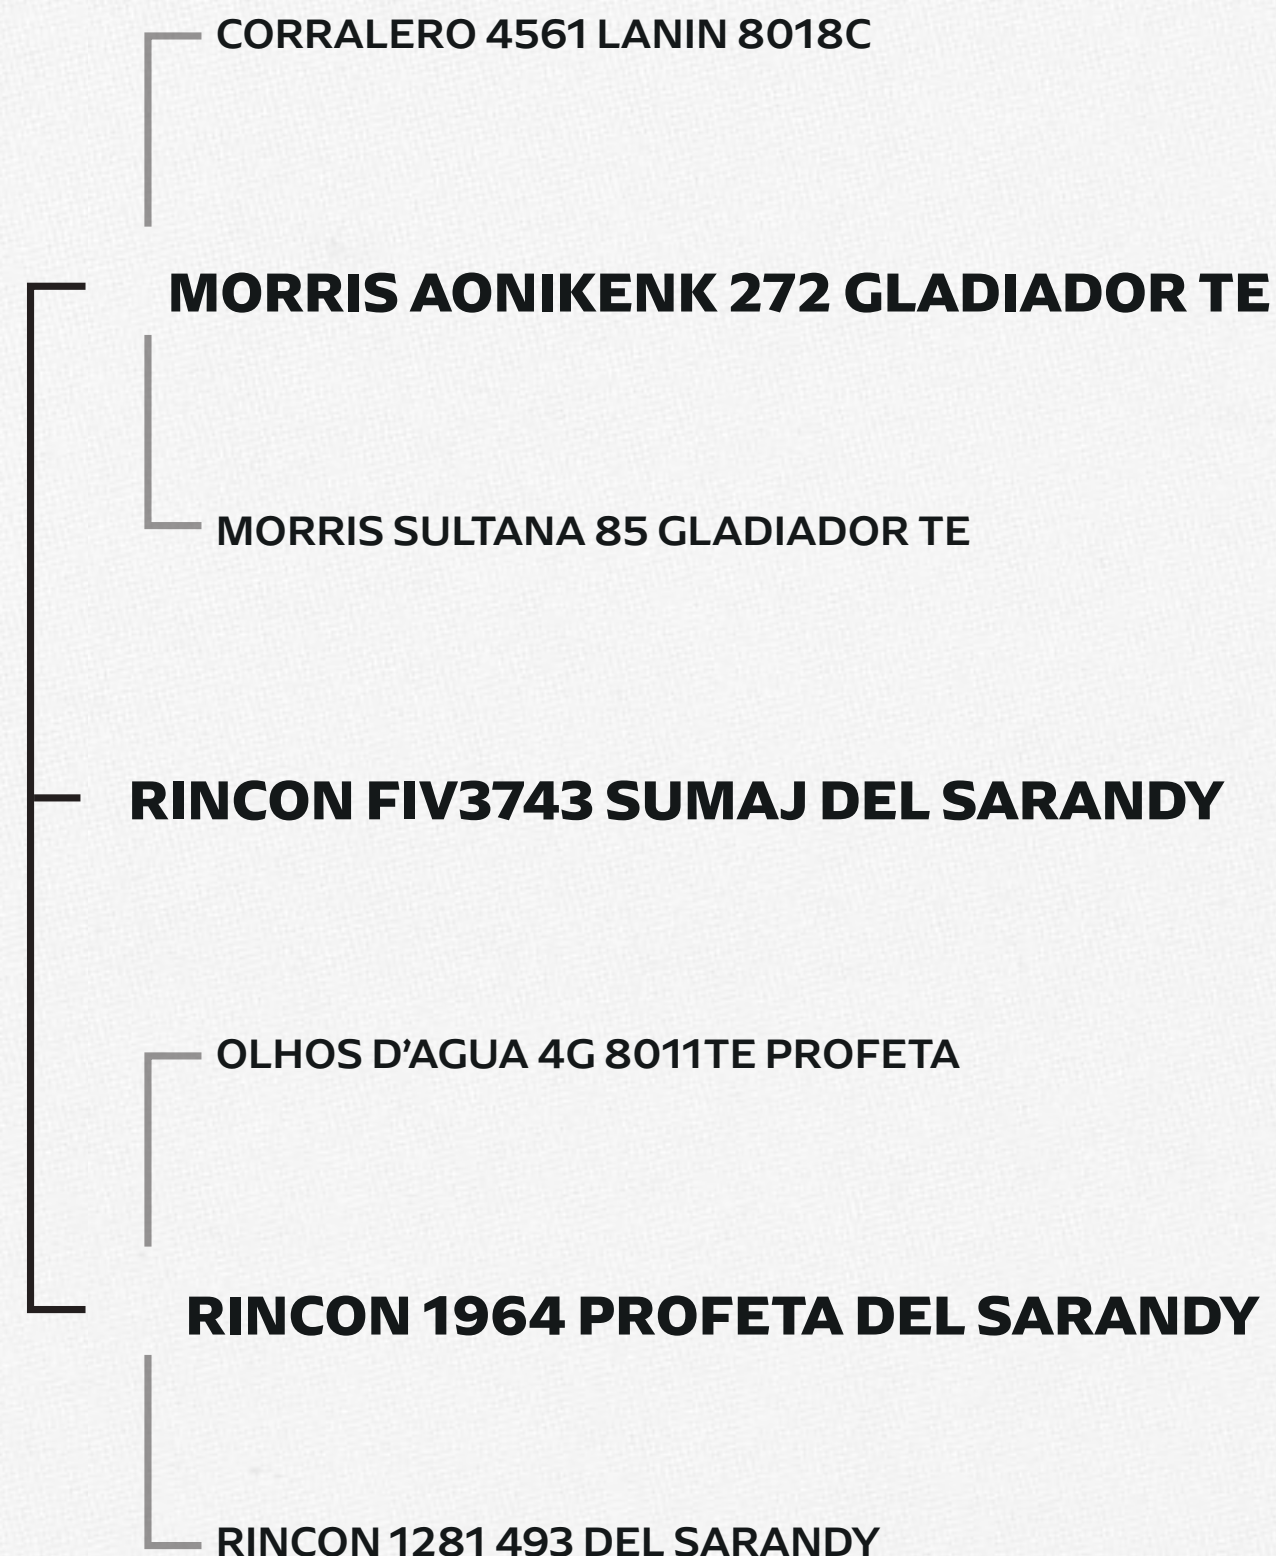 CORRALERO 4561 LANIN 8018C
MORRIS AONIKENK 272 GLADIADOR TE
MORRIS SULTANA 85 GLADIADOR TE
RINCON FIV3743 SUMAJ DEL SARANDY
OLHOS D’AGUA 4G 8011TE PROFETA
RINCON 1964 PROFETA DEL SARANDY
RINCON 1281 493 DEL SARANDY